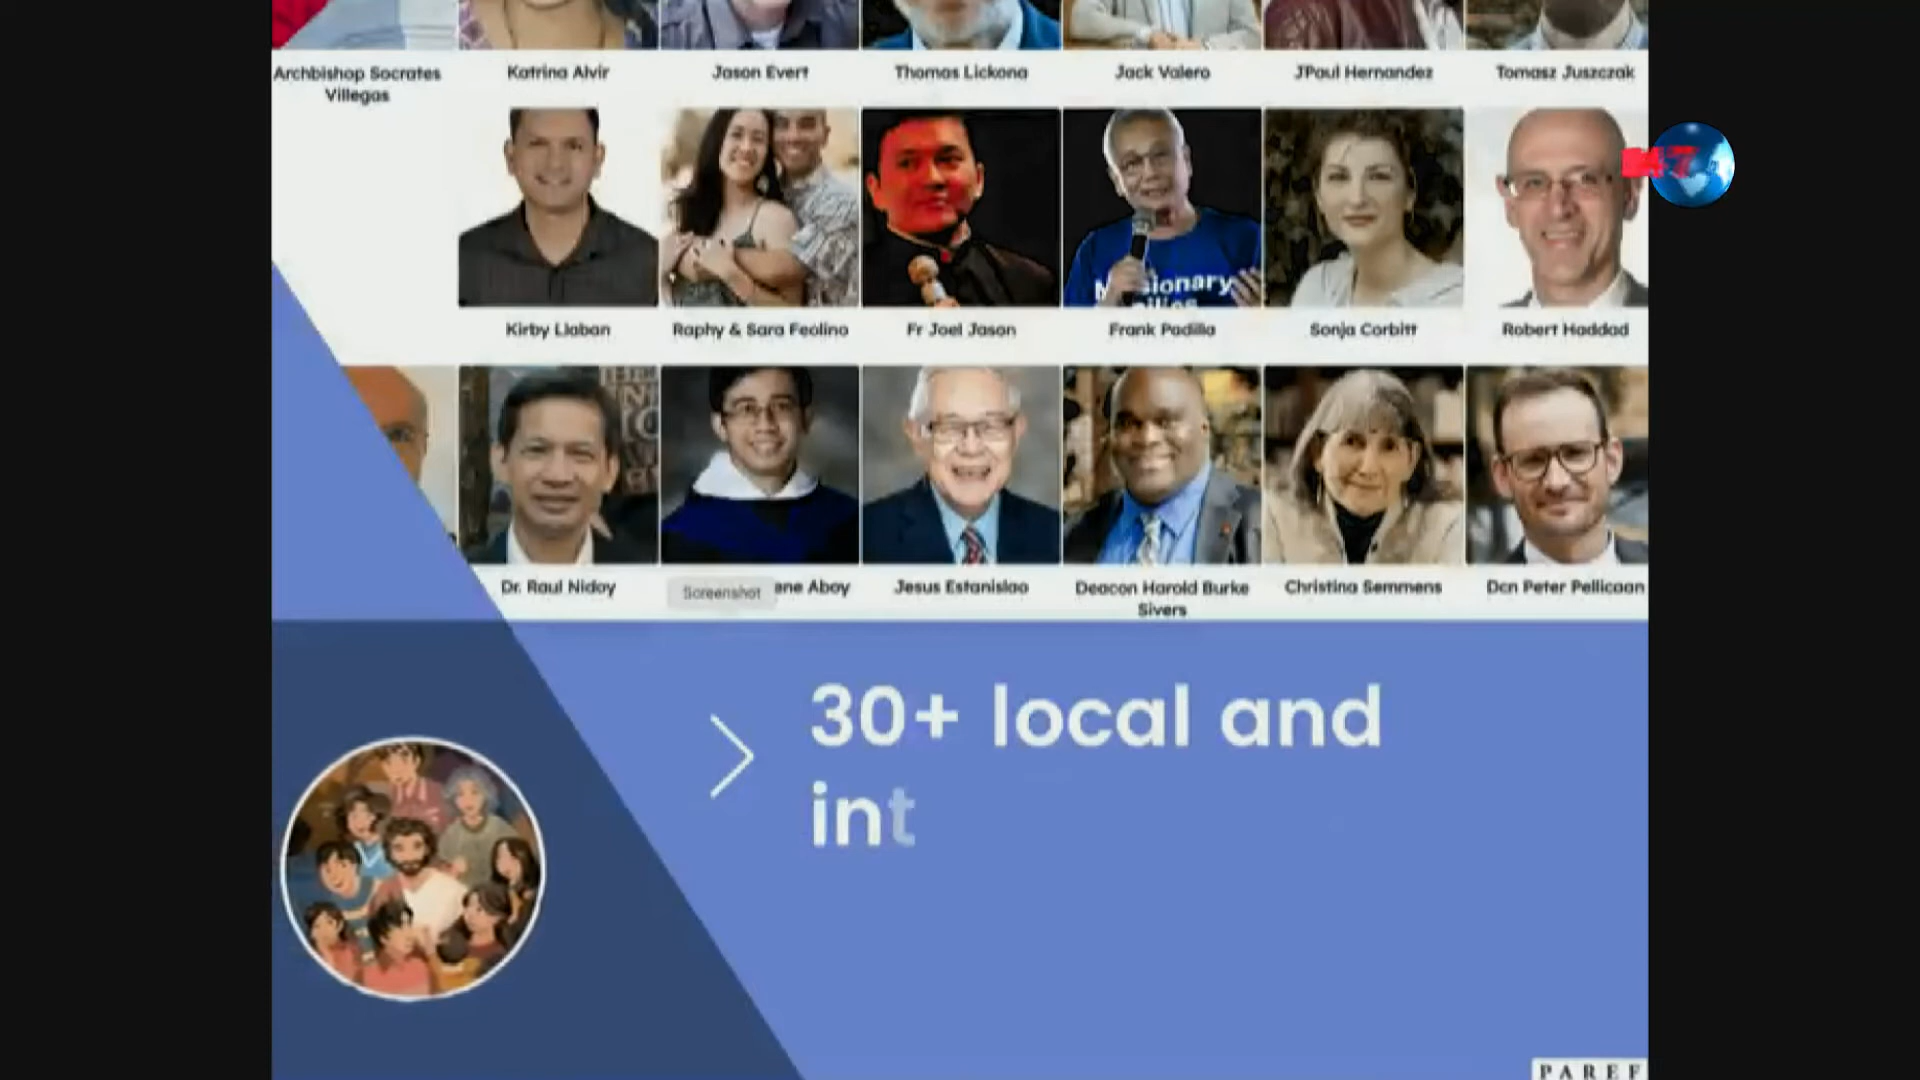 Archbishop Socrates
Villegas
Katrina Alvir
Jason Evert
Thomas Lickona
Jack Valero
JPaul Hernandez
Tomasz Juszczak
Kirby Llaban
Raphy & Sara Feolino
Fr Joel Jason
Frank Padilla
Sonja Corbitt
Robert Haddad
Dr. Raul Nidoy
Screenshot
ene Aboy
Jesus Estanislao
Deacon Harold Burke
Sivers
Christina Semmens
Dcn Peter Pellicaan
30+ local and
int
PAREF